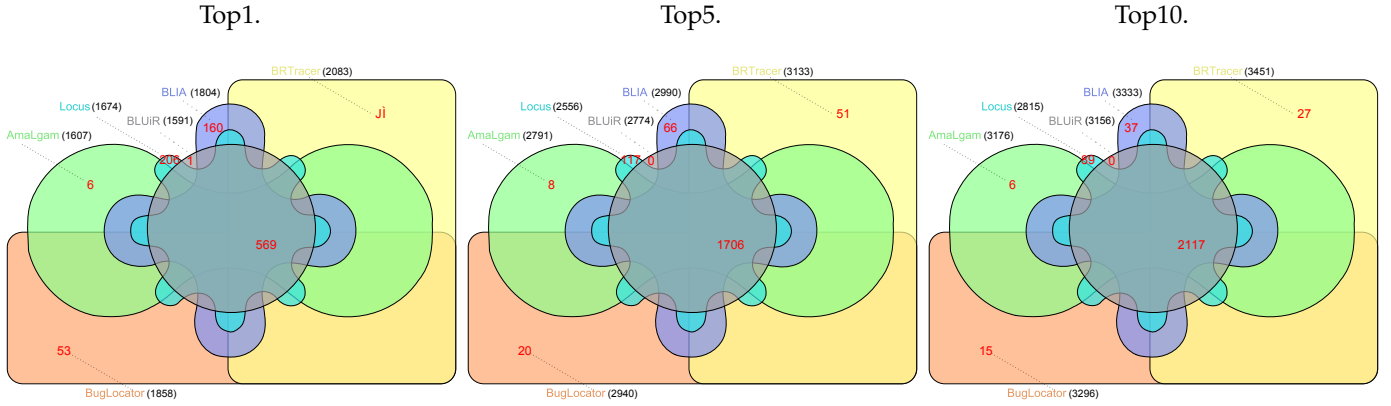 Top1.
BRTracer (2083)
JÌ
BLIA (1804)
160
Locus (1674)
BLUiR (1591)
AmaLgam (1607)
206
1
6
569
53
BugLocator (1858)
Top5.
BRTracer (3133)
51
BLIA (2990)
66
Locus (2556)
BLUiR (2774)
AmaLgam (2791)
117
0
8
1706
20
BugLocator (2940)
Top10.
BRTracer (3451)
27
BLIA (3333)
37
Locus (2815)
BLUiR (3156)
AmaLgam (3176)
89
0
6
2117
15
BugLocator (3296)